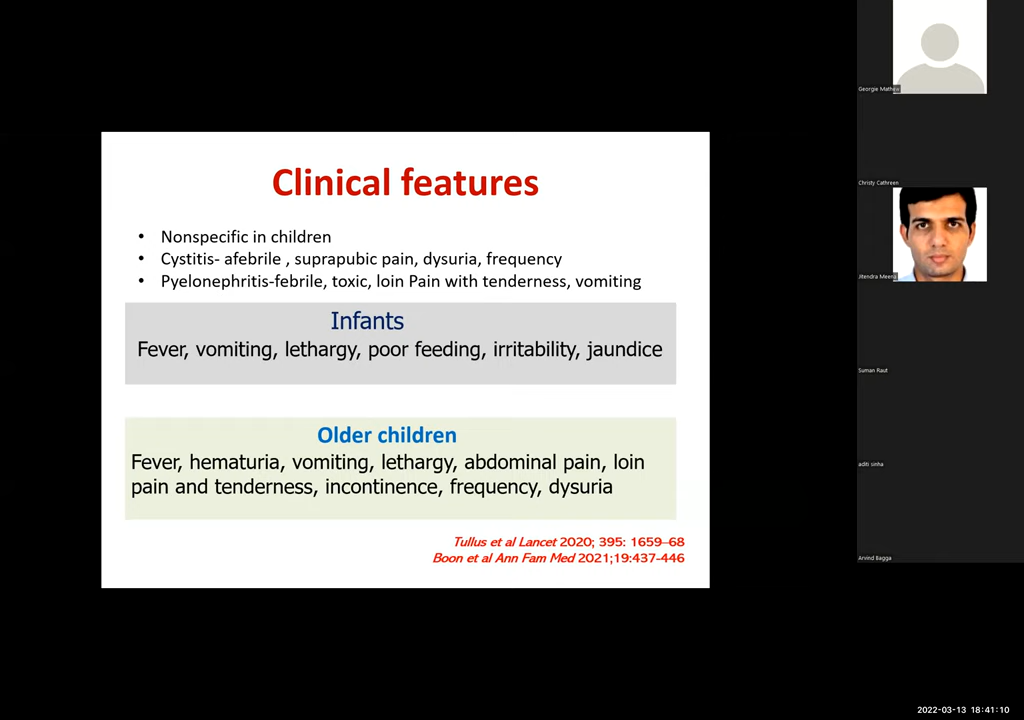 Clinical features
• Nonspecific in children
• Cystitis- afebrile , suprapubic pain, dysuria, frequency
• Pyelonephritis-febrile, toxic, loin Pain with tenderness, vomiting
Infants
Fever, vomiting, lethargy, poor feeding, irritability, jaundice
Older children
Fever, hematuria, vomiting, lethargy, abdominal pain, loin
pain and tenderness, incontinence, frequency, dysuria
Tullus et al Lancet 2020; 395: 1659–68
Boon et al Ann Fam Med 2021;19:437-446
Georgie Mathew
Christy Cathreen
Jitendra Meena
Suman Raut
aditi sinha
Arvind Bagga
2022-03-13 18:41:10